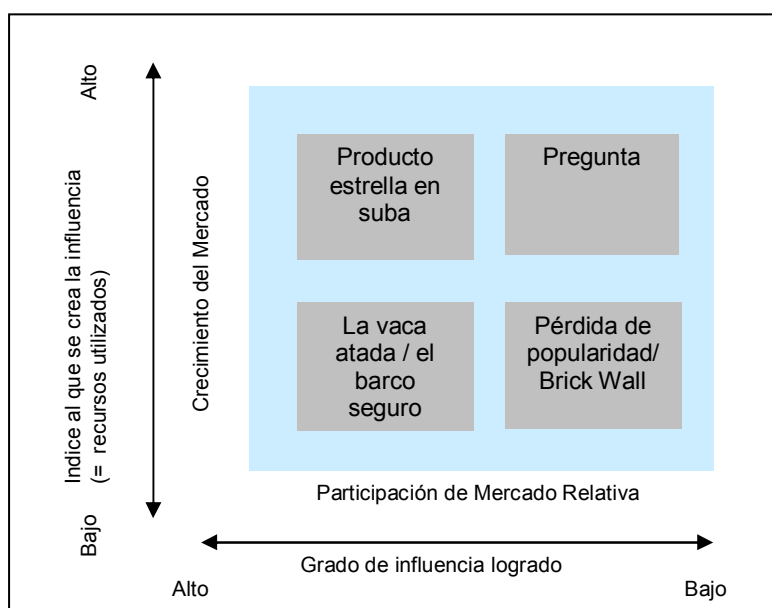 Alto
Indice al que se crea la influencia
(= recursos utilizados)
Bajo
Crecimiento del Mercado
Producto
estrella en
suba
Pregunta
La vaca
atada / el
barco
seguro
Pérdida de
popularidad/
Brick Wall
Participación de Mercado Relativa
Grado de influencia logrado
Alto
Bajo